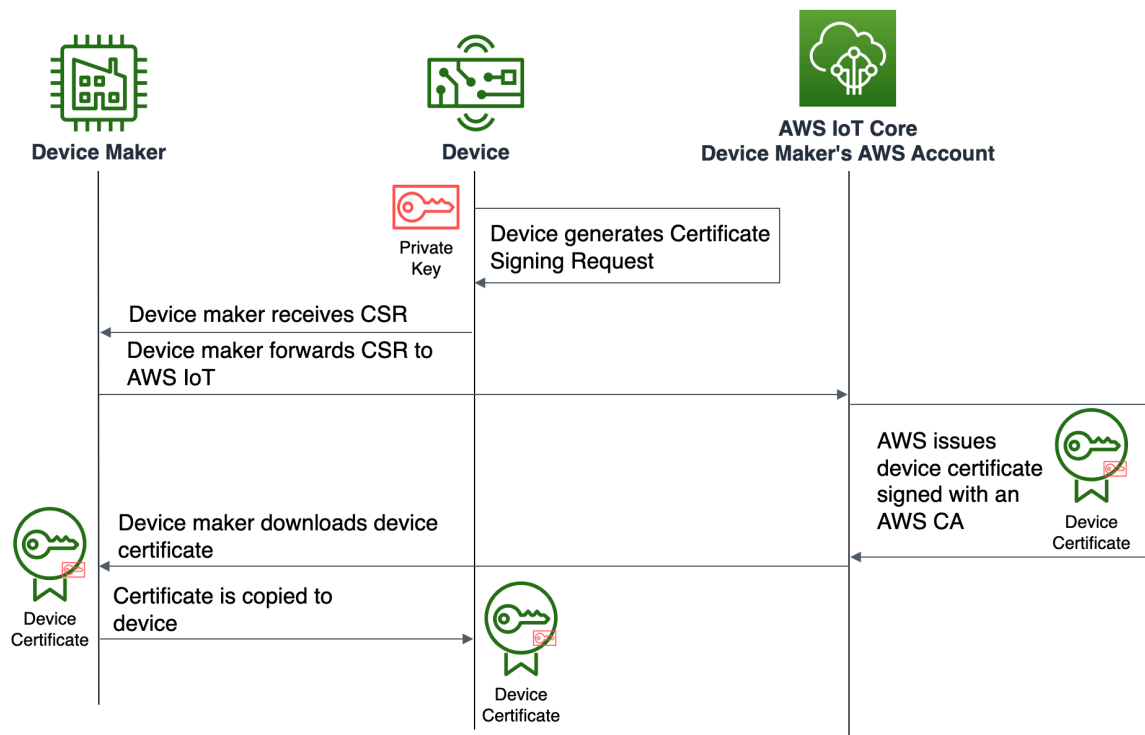 Device Maker
Device
AWS IoT Core
Device Maker's AWS Account
Private
Key
Device generates Certificate
Signing Request
Device maker receives CSR
Device maker forwards CSR to
AWS IoT
AWS issues
device certificate
signed with an
AWS CA
Device
Certificate
Device maker downloads device
certificate
Device
Certificate
Certificate is copied to
device
Device
Certificate